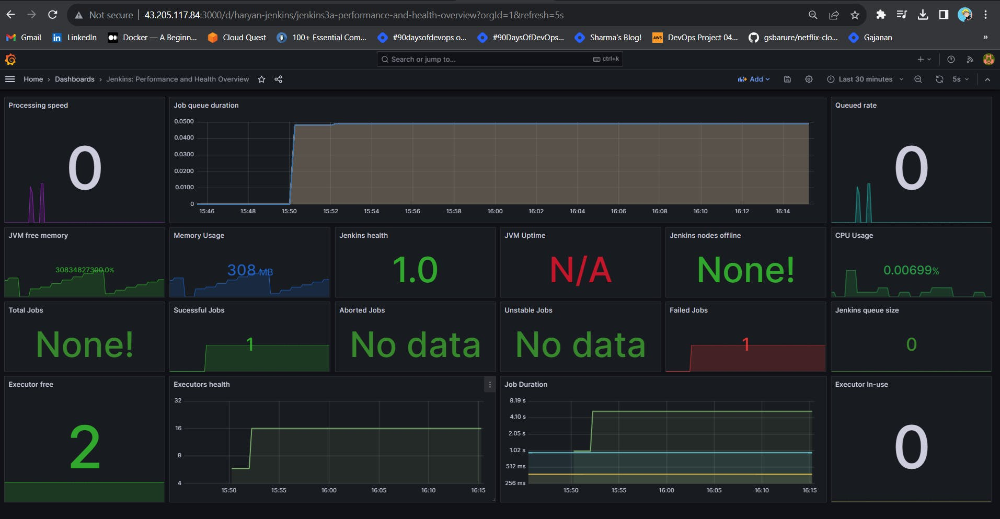 Not secure 43.205.117.84:3000/d/haryan-jenkins/jenkins3a-performance-and-health-overview?orgId=1&refresh=5s
Gmail LinkedIn Docker — A Beginn... Cloud Quest 100+ Essential Com... #90daysofdevops o... #90DaysOfDevOps... Sharma's Blog! aws DevOps Project 04... gsbarure/netflix-clo... Gajanan »
Search or jump to... ctrl+k
Home › Dashboards › Jenkins: Performance and Health Overview Add Last 30 minutes 5s
Processing speed
0
Job queue duration
0.0500
0.0400
0.0300
0.0200
0.0100
0
15:46 15:48 15:50 15:52 15:54 15:56 15:58 16:00 16:02 16:04 16:06 16:08 16:10 16:12 16:14
Queued rate
0
JVM free memory
30834827300.0%
Memory Usage
308 MB
Jenkins health
1.0
JVM Uptime
N/A
Jenkins nodes offline
None!
CPU Usage
0.00699%
Total Jobs
None!
Sucessful Jobs
1
Aborted Jobs
No data
Unstable Jobs
No data
Failed Jobs
1
Jenkins queue size
0
Executor free
2
Executors health
32
16
8
4
15:50 15:55 16:00 16:05 16:10 16:15
Job Duration
8.19 s
4.10 s
2.05 s
1.02 s
512 ms
256 ms
15:50 15:55 16:00 16:05 16:10 16:15
Executor In-use
0